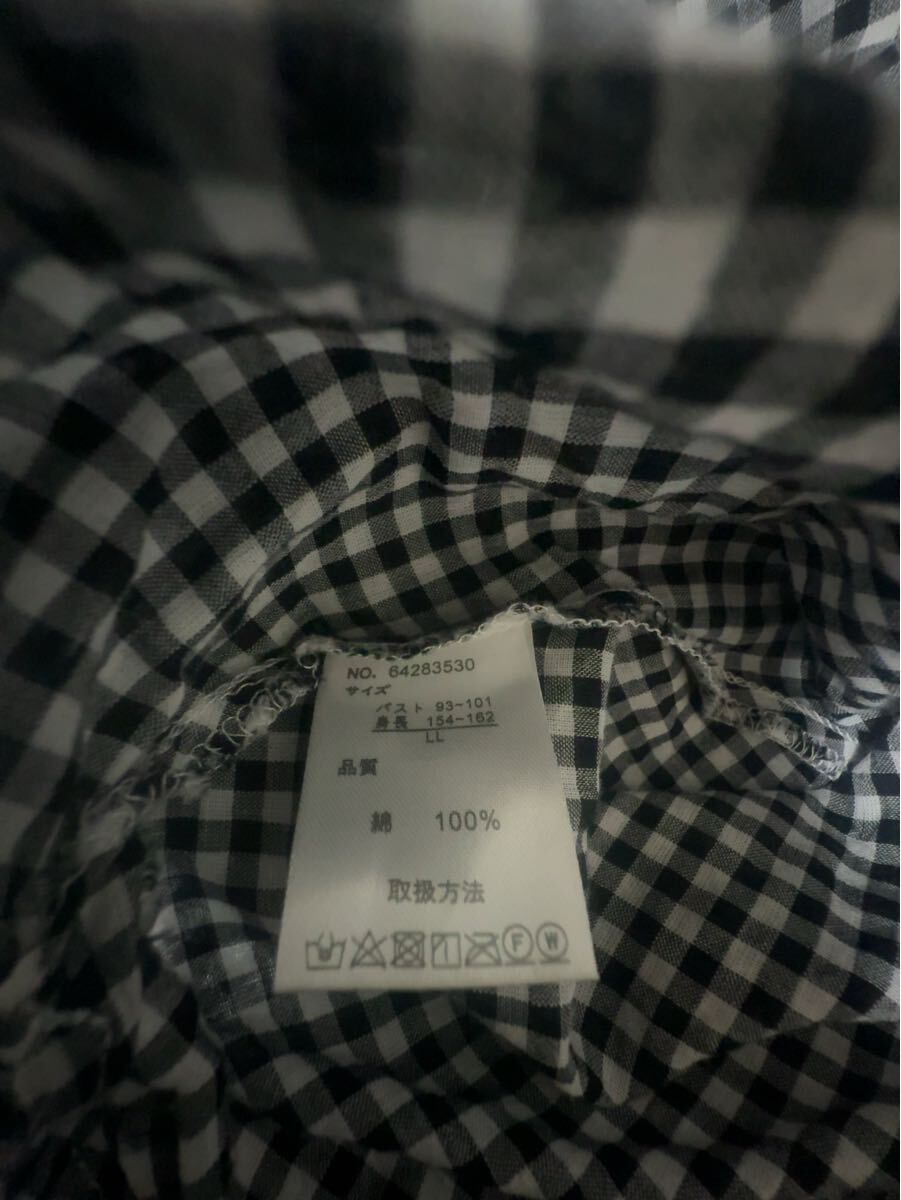 NO. 64283530
サイズ
バスト 93~101
身長 154~162
LL
品質
綿 100%
取扱方法
F W